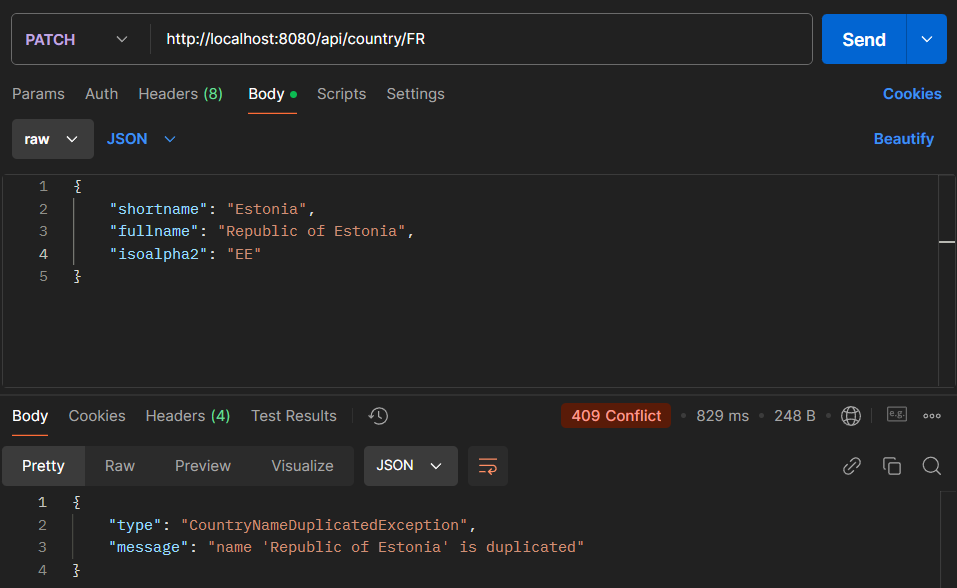 PATCH http://localhost:8080/api/country/FR Send
Params Auth Headers (8) Body Scripts Settings Cookies
raw JSON Beautify
1 {
2 "shortname": "Estonia",
3 "fullname": "Republic of Estonia",
4 "isoalpha2": "EE"
5 }
Body Cookies Headers (4) Test Results 409 Conflict 829 ms 248 B e.g.
Pretty Raw Preview Visualize JSON
1 {
2 "type": "CountryNameDuplicatedException",
3 "message": "name 'Republic of Estonia' is duplicated"
4 }